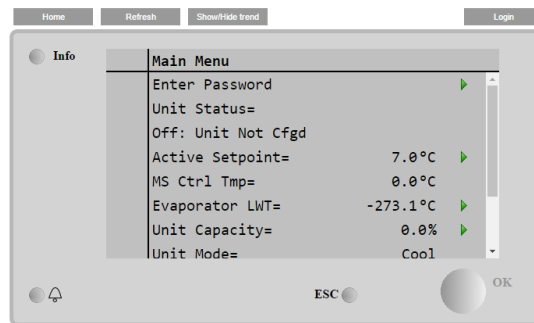 Home Refresh Show/Hide trend Login
Info
Main Menu
Enter Password
Unit Status=
Off: Unit Not Cfgd
Active Setpoint= 7.0°C
MS Ctrl Tmp= 0.0°C
Evaporator LWT= -273.1°C
Unit Capacity= 0.0%
Unit Mode= Cool
ESC OK